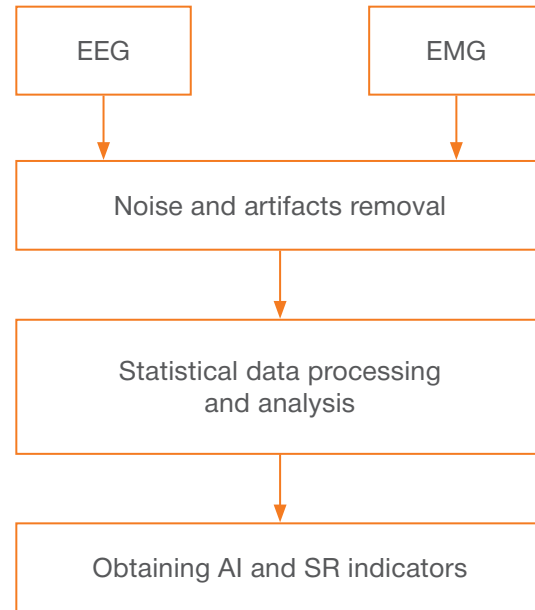 EEG
EMG
Noise and artifacts removal
Statistical data processing
and analysis
Obtaining AI and SR indicators